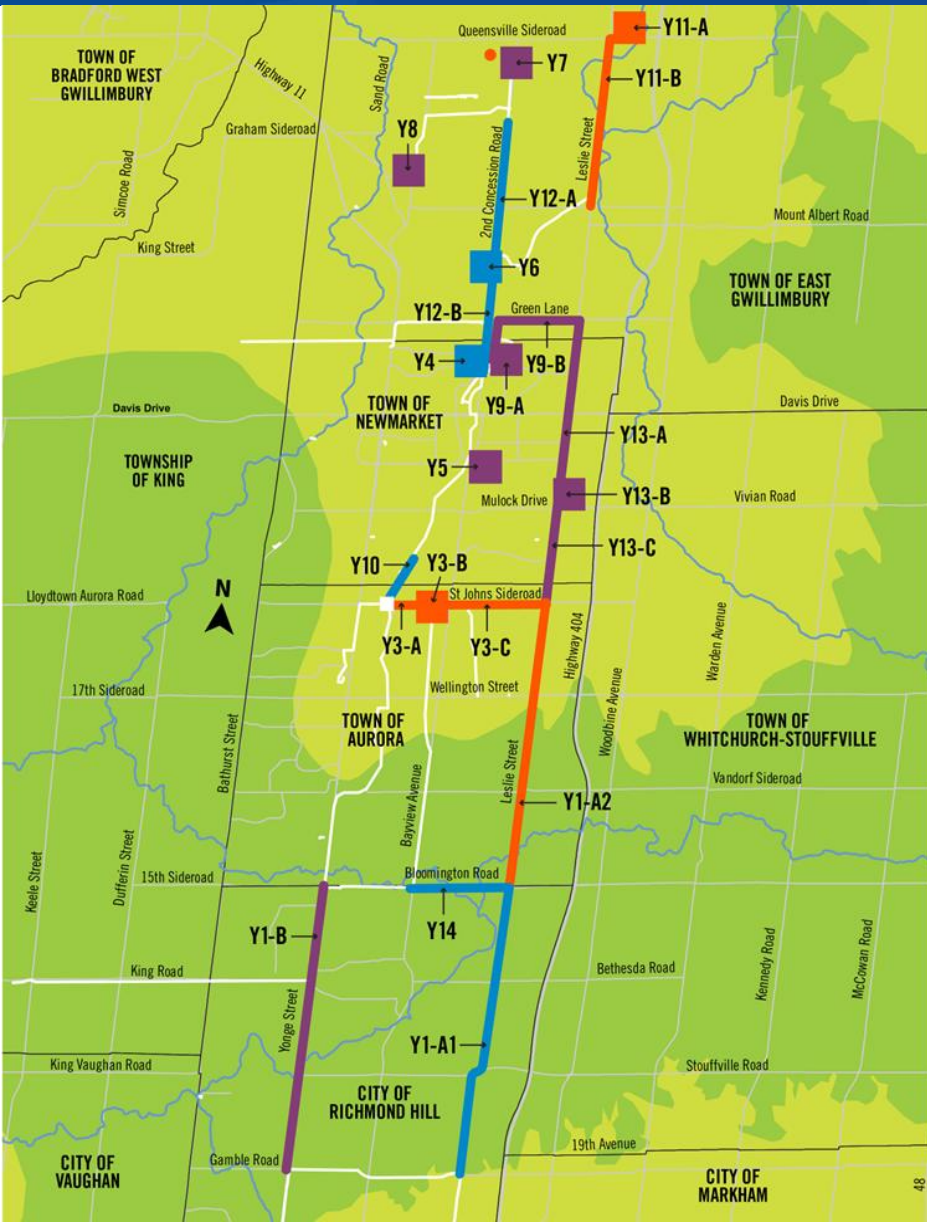 Queensville Sideroad
Y11-A
TOWN OF
BRADFORD WEST
GWILLIMBURY
Highway 11
Sand Road
Y7
Y11-B
Graham Sideroad
Y8
Leslie Street
2nd Concession Road
Simcoe Road
Y12-A
Mount Albert Road
King Street
Y6
TOWN OF EAST
GWILLIMBURY
Y12-B
Green Lane
Y4
Y9-B
Y9-A
Davis Drive
TOWN OF
NEWMARKET
Davis Drive
Y13-A
TOWNSHIP
OF KING
Y5
Mulock Drive
Y13-B
Vivian Road
Y13-C
Y10
Y3-B
N
Lloydtown Aurora Road
St Johns Sideroad
Y3-A
Y3-C
Highway 404
Warden Avenue
17th Sideroad
Wellington Street
Woodbine Avenue
Bathurst Street
TOWN OF
AURORA
TOWN OF
WHITCHURCH-STOUFFVILLE
Leslie Street
Vandorf Sideroad
Bayview Avenue
Y1-A2
Keele Street
Dufferin Street
15th Sideroad
Bloomington Road
Y1-B
Y14
Kennedy Road
McCowan Road
King Road
Bethesda Road
Yonge Street
Y1-A1
King Vaughan Road
Stouffville Road
CITY OF
RICHMOND HILL
19th Avenue
Gamble Road
CITY OF
VAUGHAN
CITY OF
MARKHAM
48